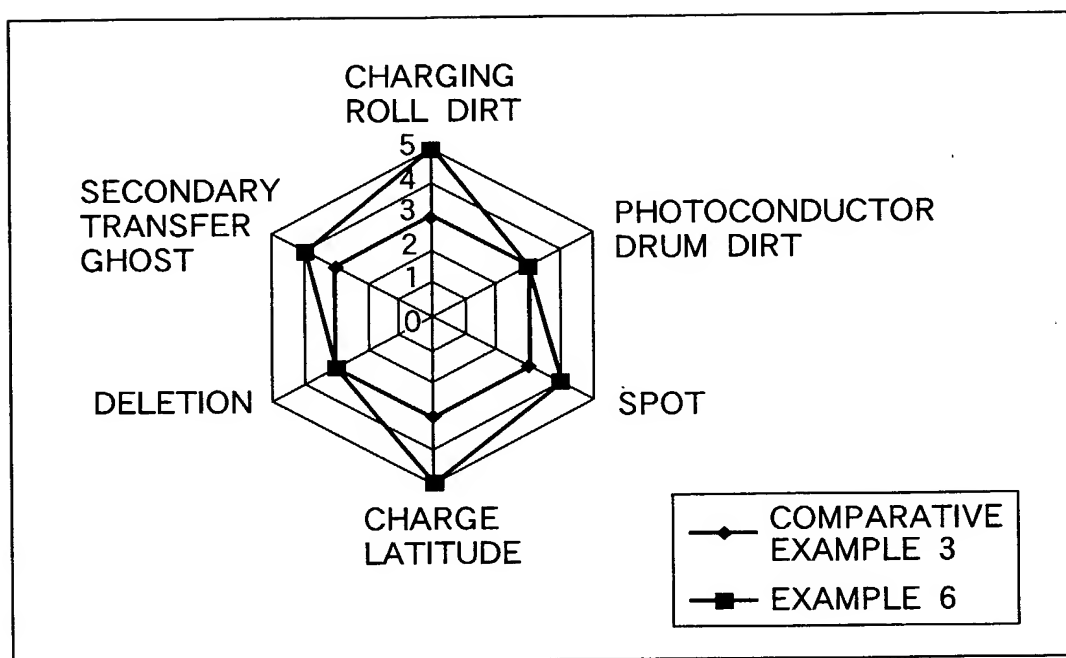 CHARGING
ROLL DIRT
5
4
3
2
1
0
SECONDARY
TRANSFER
GHOST
PHOTOCONDUCTOR
DRUM DIRT
DELETION
SPOT
CHARGE
LATITUDE
COMPARATIVE
EXAMPLE 3
EXAMPLE 6